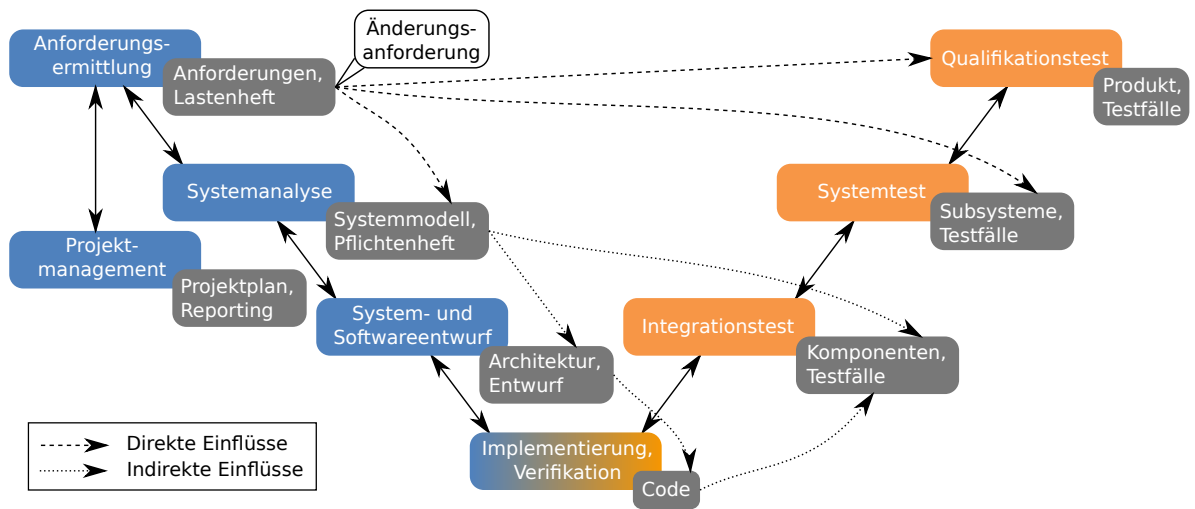 Änderungs-
anforderung
Anforderungs-
ermittlung
Anforderungen,
Lastenheft
Qualifikationstest
Produkt,
Testfälle
Systemanalyse
Systemmodell,
Pflichtenheft
Systemtest
Subsysteme,
Testfälle
Projekt-
management
Projektplan,
Reporting
System- und
Softwareentwurf
Architektur,
Entwurf
Integrationstest
Komponenten,
Testfälle
Implementierung,
Verifikation
Code
Direkte Einflüsse
Indirekte Einflüsse